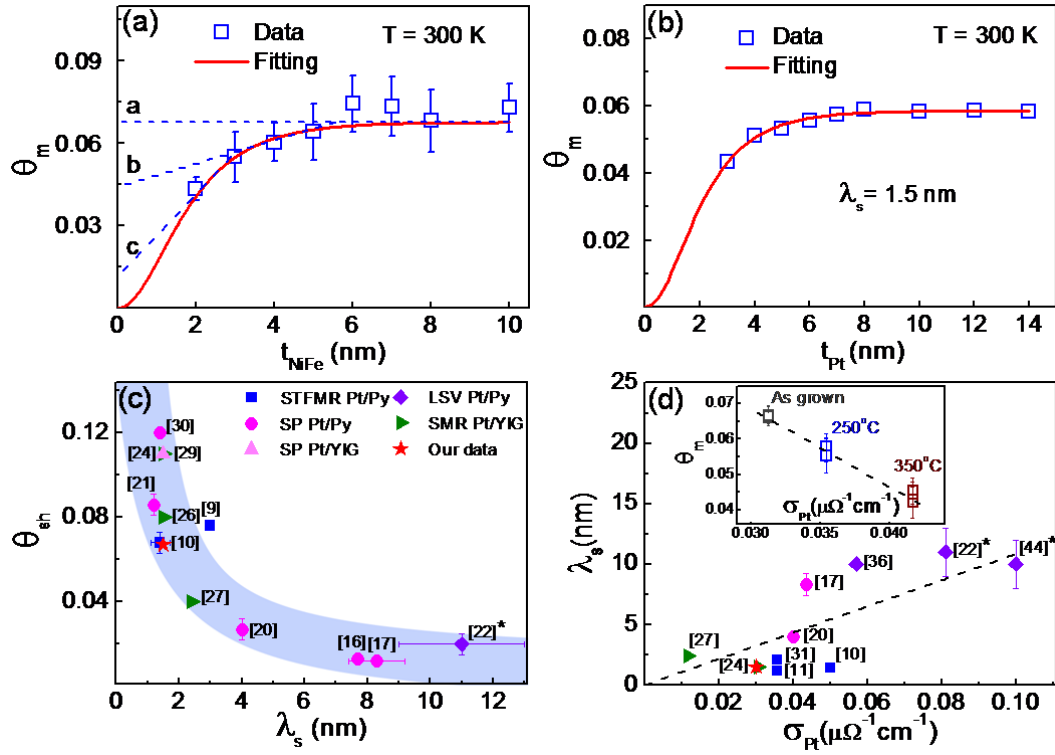 (a)
Data
T = 300 K
Fitting
0.09
0.06
0.03
a
b
c
θm
0 2 4 6 8 10
tNiFe (nm)
(b)
Data
T = 300 K
Fitting
0.08
0.06
0.04
0.02
θm
λs = 1.5 nm
0 2 4 6 8 10 12 14
tPt (nm)
(c)
STFMR Pt/Py
LSV Pt/Py
SP Pt/Py
SMR Pt/YIG
SP Pt/YIG
Our data
0.12
0.08
0.04
θsh
[30]
[24]
[29]
[21]
[26]
[9]
[10]
[27]
[20]
[16]
[17]
[22]*
0 2 4 6 8 10 12
λs (nm)
(d)
25
20
15
10
5
0
λs(nm)
0.07
0.06
0.05
0.04
θm
As grown
250°C
350°C
σPt(μΩ⁻¹cm⁻¹)
0.030 0.035 0.040
[17]
[36]
[22]*
[44]*
[27]
[20]
[24]
[31]
[11]
[10]
0.02 0.04 0.06 0.08 0.10
σPt(μΩ⁻¹cm⁻¹)